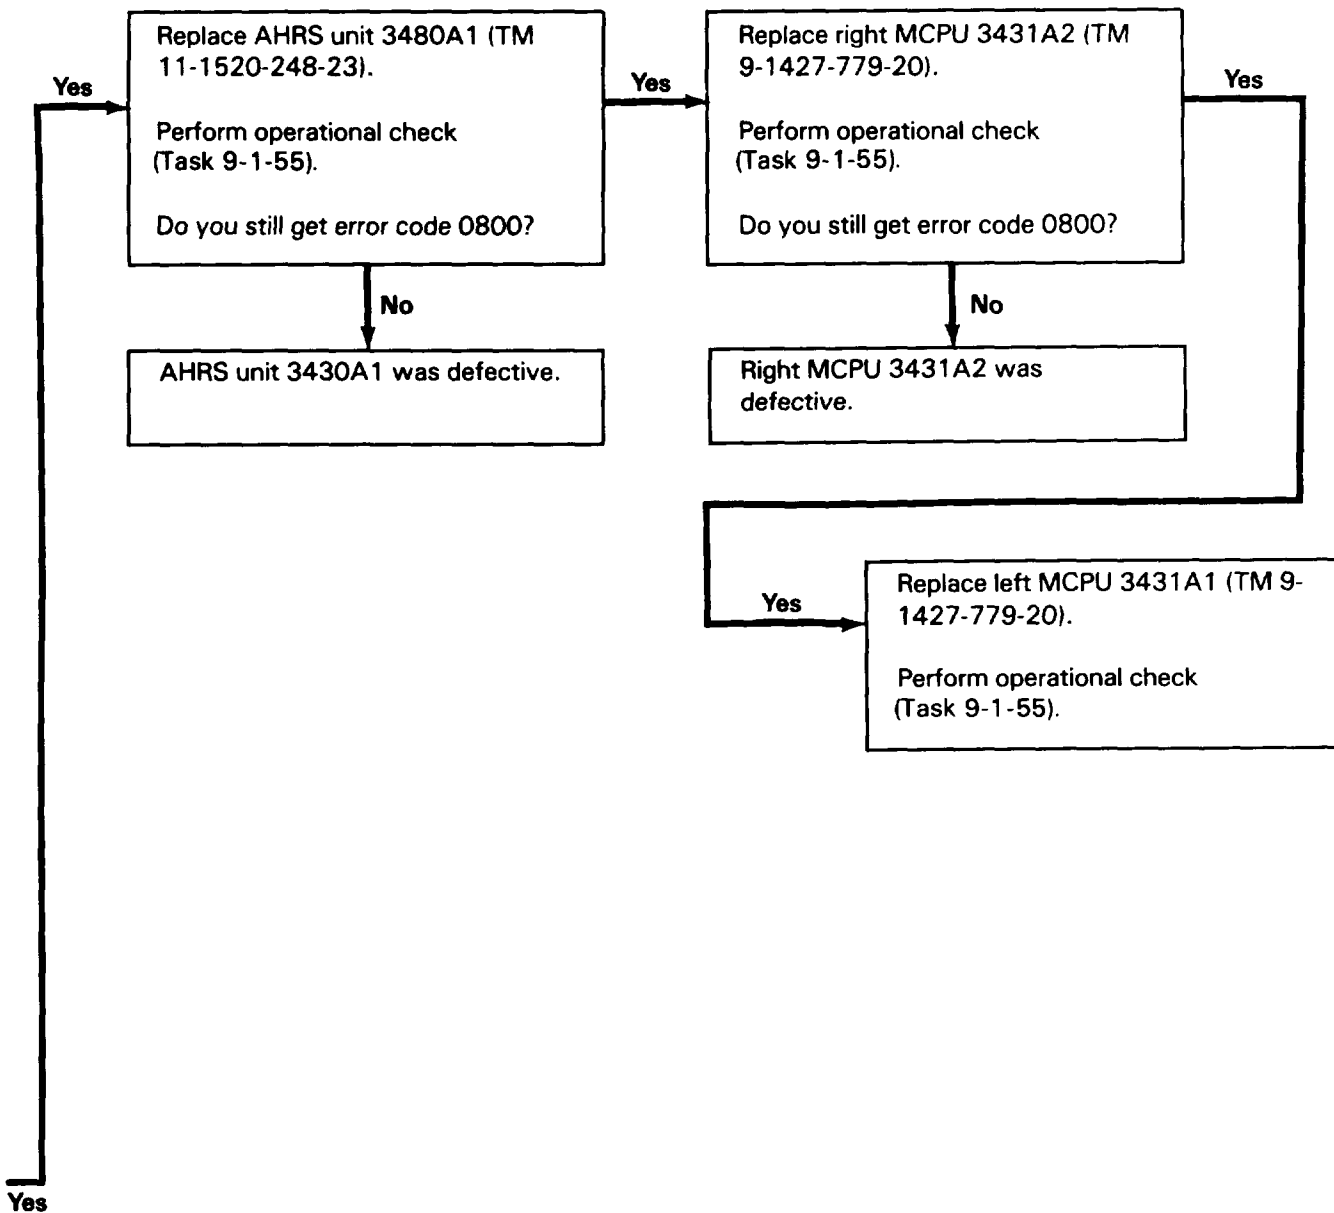 Yes
Replace AHRS unit 3480A1 (TM
11-1520-248-23).
Perform operational check
(Task 9-1-55).
Do you still get error code 0800?
Yes
Replace right MCPU 3431A2 (TM
9-1427-779-20).
Perform operational check
(Task 9-1-55).
Do you still get error code 0800?
Yes
No
AHRS unit 3430A1 was defective.
No
Right MCPU 3431A2 was
defective.
Yes
Replace left MCPU 3431A1 (TM 9-
1427-779-20).
Perform operational check
(Task 9-1-55).
Yes